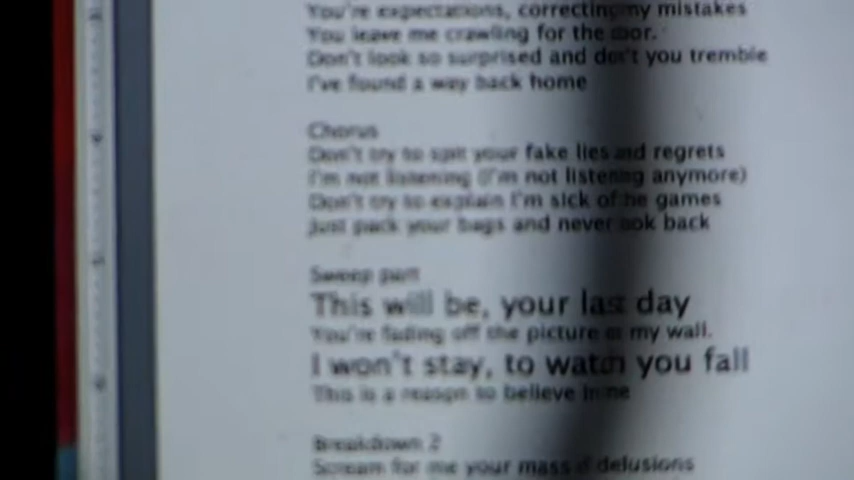 You're expectations, correcting my mistakes
You leave me crawling for the door.
Don't look so surprised and don't you tremble
I've found a way back home
Chorus
Don't try to spit your fake lies and regrets
I'm not listening (I'm not listening anymore)
Don't try to explain I'm sick of the games
Just pack your bags and never look back
Sweep part
This will be, your last day
You're fading off the picture on my wall.
I won't stay, to watch you fall
This is a reason to believe in me
Breakdown 2
Scream for me your mass of delusions